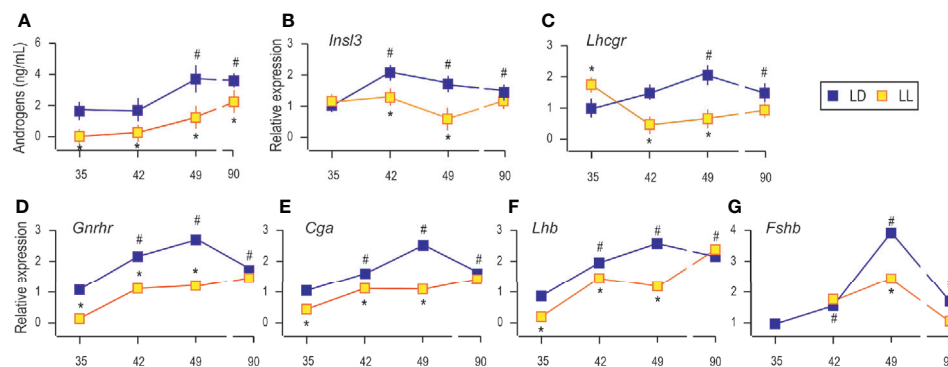 A B C
Insl3 Lhcgr
Androgens (ng/mL) 6 4 2 0 # # * * * *
35 42 49 90
Relative expression 3 2 1 0 # # # * *
35 42 49 90
2 1 0 * # # * *
35 42 49 90
LD LL
D E F G
Gnrhr Cga Lhb Fshb
Relative expression 3 2 1 0 # # # * * *
35 42 49 90
3 2 1 0 # # # * * *
35 42 49 90
3 2 1 0 # # # * * *
35 42 49 90
4 3 2 1 # # *
35 42 49